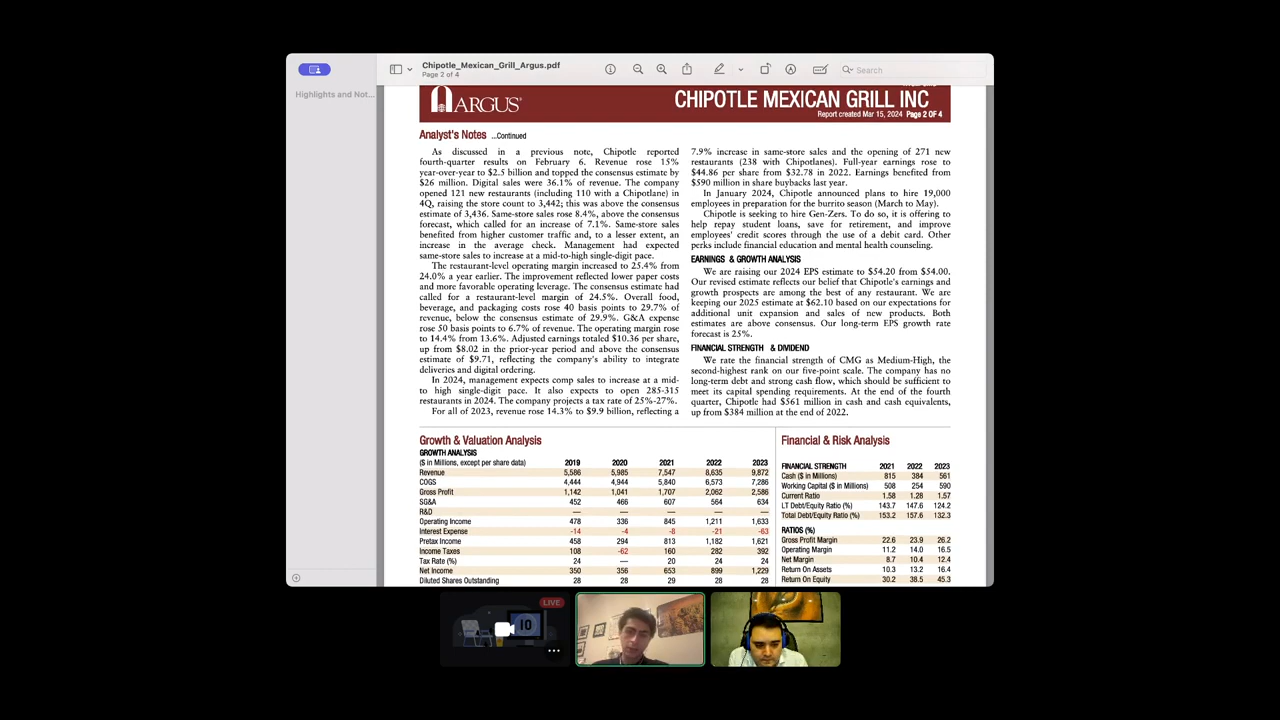 Chipotle_Mexican_Grill_Argus.pdf
Page 2 of 4
Search
Highlights and Not...
ARGUS
CHIPOTLE MEXICAN GRILL INC
Report created Mar 15, 2024 Page 2 OF 4
Analyst's Notes ...Continued
As discussed in a previous note, Chipotle reported
fourth-quarter results on February 6. Revenue rose 15%
year-over-year to $2.5 billion and topped the consensus estimate by
$26 million. Digital sales were 36.1% of revenue. The company
opened 121 new restaurants (including 110 with a Chipotlane) in
4Q, raising the store count to 3,442; this was above the consensus
estimate of 3,436. Same-store sales rose 8.4%, above the consensus
forecast, which called for an increase of 7.1%. Same-store sales
benefited from higher customer traffic and, to a lesser extent, an
increase in the average check. Management had expected
same-store sales to increase at a mid-to-high single-digit pace.
The restaurant-level operating margin increased to 25.4% from
24.0% a year earlier. The improvement reflected lower paper costs
and more favorable operating leverage. The consensus estimate had
called for a restaurant-level margin of 24.5%. Overall food,
beverage, and packaging costs rose 40 basis points to 29.7% of
revenue, below the consensus estimate of 29.9%. G&A expense
rose 50 basis points to 6.7% of revenue. The operating margin rose
to 14.4% from 13.6%. Adjusted earnings totaled $10.36 per share,
up from $8.02 in the prior-year period and above the consensus
estimate of $9.71, reflecting the company's ability to integrate
deliveries and digital ordering.
In 2024, management expects comp sales to increase at a mid-
to high single-digit pace. It also expects to open 285-315
restaurants in 2024. The company projects a tax rate of 25%-27%.
For all of 2023, revenue rose 14.3% to $9.9 billion, reflecting a
7.9% increase in same-store sales and the opening of 271 new
restaurants (238 with Chipotlanes). Full-year earnings rose to
$44.86 per share from $32.78 in 2022. Earnings benefited from
$590 million in share buybacks last year.
In January 2024, Chipotle announced plans to hire 19,000
employees in preparation for the burrito season (March to May).
Chipotle is seeking to hire Gen-Zers. To do so, it is offering to
help repay student loans, save for retirement, and improve
employees' credit scores through the use of a debit card. Other
perks include financial education and mental health counseling.
EARNINGS & GROWTH ANALYSIS
We are raising our 2024 EPS estimate to $54.20 from $54.00.
Our revised estimate reflects our belief that Chipotle's earnings and
growth prospects are among the best of any restaurant. We are
keeping our 2025 estimate at $62.10 based on our expectations for
additional unit expansion and sales of new products. Both
estimates are above consensus. Our long-term EPS growth rate
forecast is 25%.
FINANCIAL STRENGTH & DIVIDEND
We rate the financial strength of CMG as Medium-High, the
second-highest rank on our five-point scale. The company has no
long-term debt and strong cash flow, which should be sufficient to
meet its capital spending requirements. At the end of the fourth
quarter, Chipotle had $561 million in cash and cash equivalents,
up from $384 million at the end of 2022.
Growth & Valuation Analysis
GROWTH ANALYSIS
($ in Millions, except per share data) 2019 2020 2021 2022 2023
Revenue 5,586 5,985 7,547 8,635 9,872
COGS 4,444 4,944 5,840 6,573 7,286
Gross Profit 1,142 1,041 1,707 2,062 2,586
SG&A 452 466 607 564 634
R&D — — — — —
Operating Income 478 336 845 1,211 1,633
Interest Expense -14 -4 -8 -21 -63
Pretax Income 458 294 813 1,182 1,621
Income Taxes 108 -62 160 282 392
Tax Rate (%) 24 — 20 24 24
Net Income 350 356 653 899 1,229
Diluted Shares Outstanding 28 28 29 28 28
Financial & Risk Analysis
FINANCIAL STRENGTH 2021 2022 2023
Cash ($ in Millions) 815 384 561
Working Capital ($ in Millions) 508 254 590
Current Ratio 1.58 1.28 1.57
LT Debt/Equity Ratio (%) 143.7 147.6 124.2
Total Debt/Equity Ratio (%) 153.2 157.6 132.3
RATIOS (%)
Gross Profit Margin 22.6 23.9 26.2
Operating Margin 11.2 14.0 16.5
Net Margin 8.7 10.4 12.4
Return On Assets 10.3 13.2 16.4
Return On Equity 30.2 38.5 45.3
LIVE
10